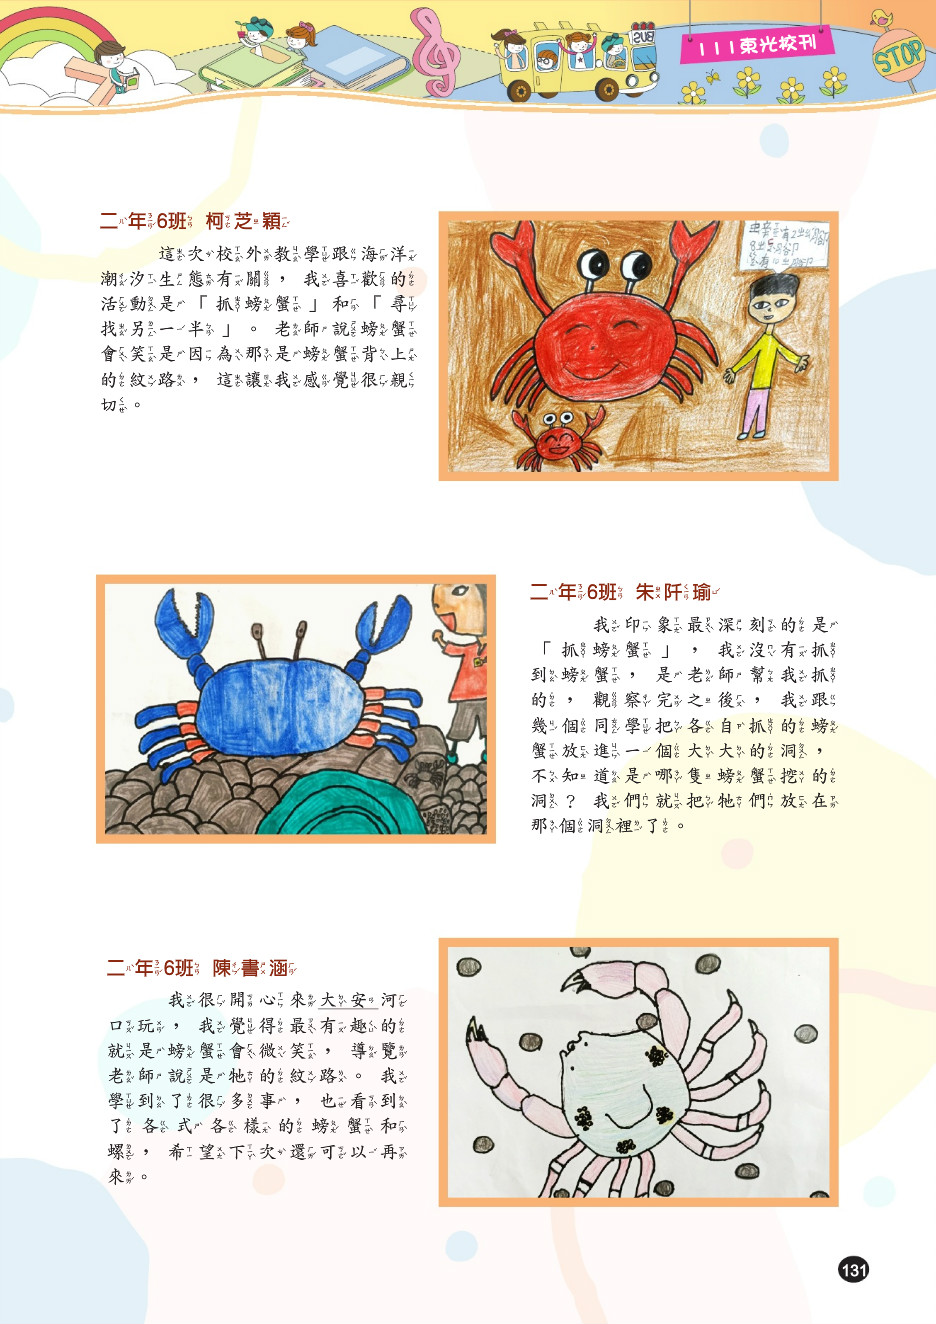 111東光校刊
STOP
BUS
二年6班 柯芝穎
這次校外教學跟海洋
潮汐生態有關，我喜歡的
活動是「抓螃蟹」和「尋
找另一半」。老師說螃蟹
會笑是因為那是螃蟹背上
的紋路，這讓我感覺很親
切。
二年6班 朱阡瑜
我印象最深刻的是
「抓螃蟹」，我沒有抓
到螃蟹，是老師幫我抓
的，觀察完之後，我跟
幾個同學把各自抓的螃
蟹放進一個大大的洞，
不知道是哪隻螃蟹挖的
洞？我們就把牠們放在
那個洞裡了。
二年6班 陳書涵
我很開心來大安河
口玩，我覺得最有趣的
就是螃蟹會微笑，導覽
老師說是牠的紋路。我
學到了很多事，也看到
了各式各樣的螃蟹和
螺，希望下次還可以再
來。
131